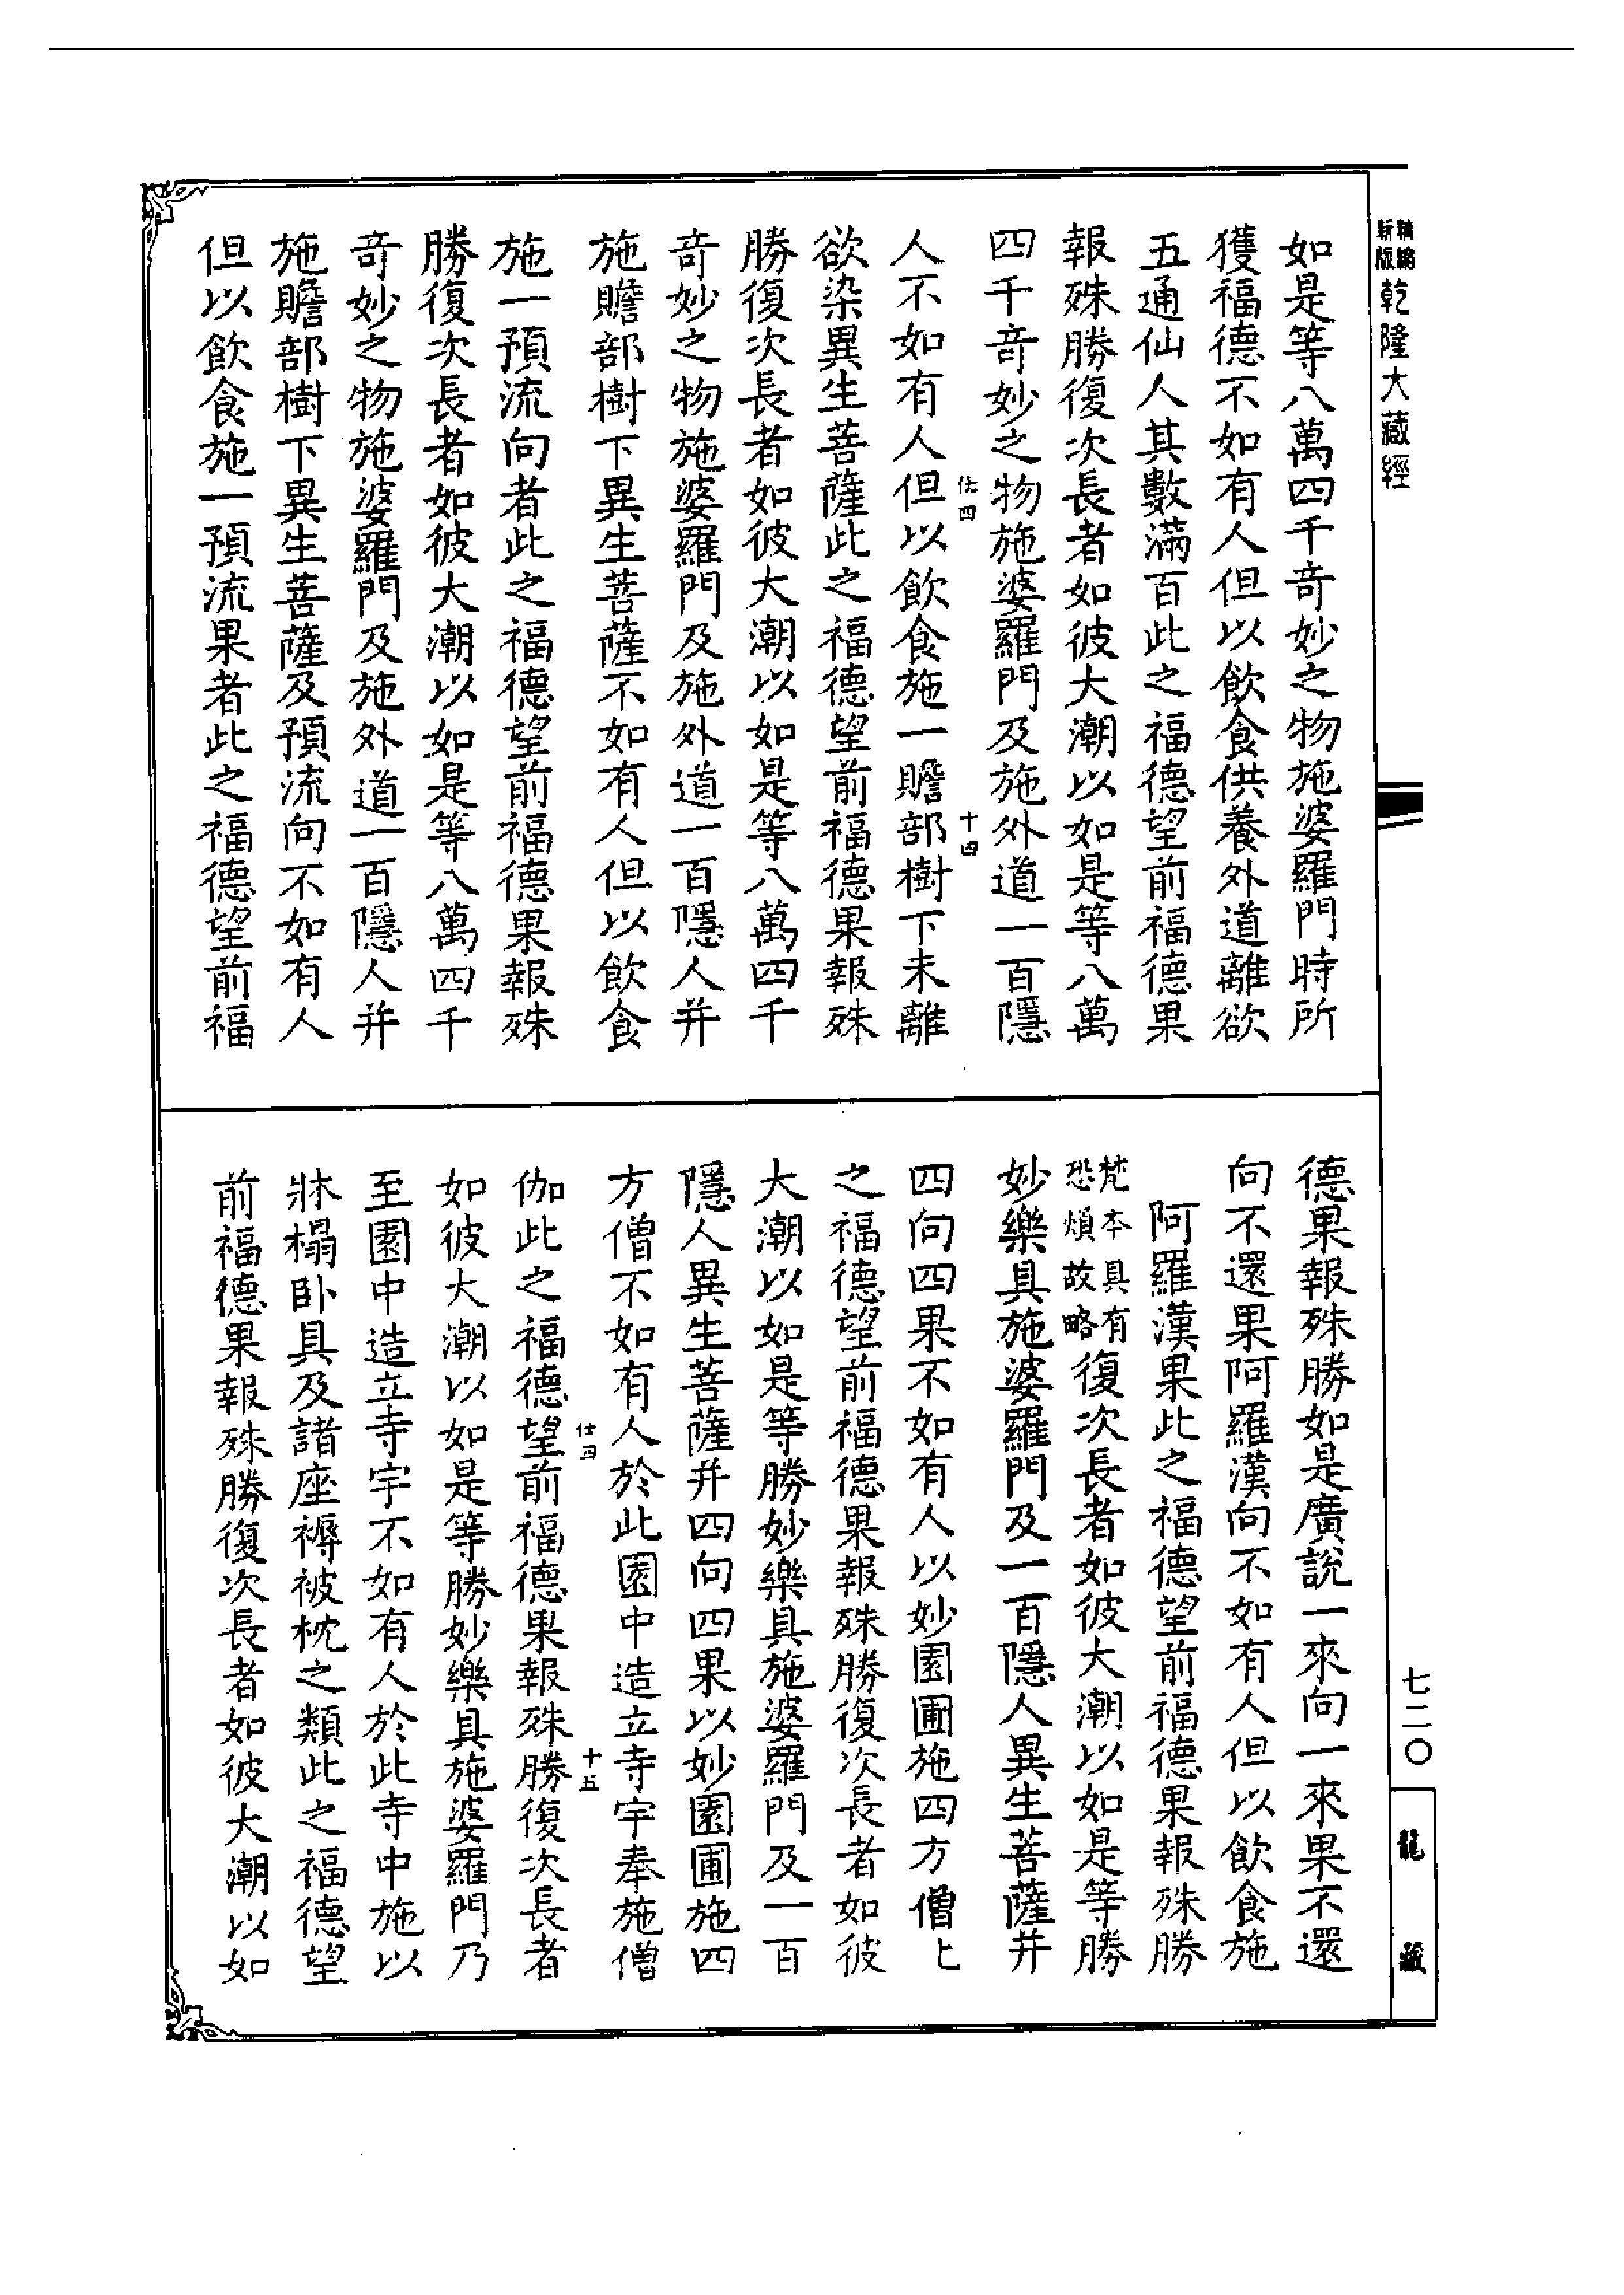 新編
新版乾隆大藏經
如是等八萬四千奇妙之物施婆羅門時所
獲福德不如有人但以飲食供養外道離欲
五通仙人其數滿百此之福德望前福德果
報殊勝復次長者如彼大潮以如是等八萬
四千奇妙之物施婆羅門及施外道一百隱
人不如有人但以飲食施一贍部樹下未離
欲染異生菩薩此之福德望前福德果報殊
勝復次長者如彼大潮以如是等八萬四千
奇妙之物施婆羅門及施外道一百隱人并
施贍部樹下異生菩薩不如有人但以飲食
施一預流向者此之福德望前福德果報殊
勝復次長者如彼大潮以如是等八萬四千
奇妙之物施婆羅門及施外道一百隱人并
施贍部樹下異生菩薩及預流向不如有人
但以飲食施一預流果者此之福德望前福
仕四
十四
德果報殊勝如是廣說一來向一來果不還
向不還果阿羅漢向不如有人但以飲食施
阿羅漢果此之福德望前福德果報殊勝
梵本具有
恐煩故略復次長者如彼大潮以如是等勝
妙樂具施婆羅門及一百隱人異生菩薩并
四向四果不如有人以妙園圃施四方僧上
之福德望前福德果報殊勝復次長者如彼
大潮以如是等勝妙樂具施婆羅門及一百
隱人異生菩薩并四向四果以妙園圃施四
方僧不如有人於此園中造立寺宇奉施僧
伽此之福德望前福德果報殊勝復次長者
如彼大潮以如是等勝妙樂具施婆羅門乃
至園中造立寺宇不如有人於此寺中施以
牀榻臥具及諸座褥被枕之類此之福德望
前福德果報殊勝復次長者如彼大潮以如
仕四
十五
七二〇
龍藏